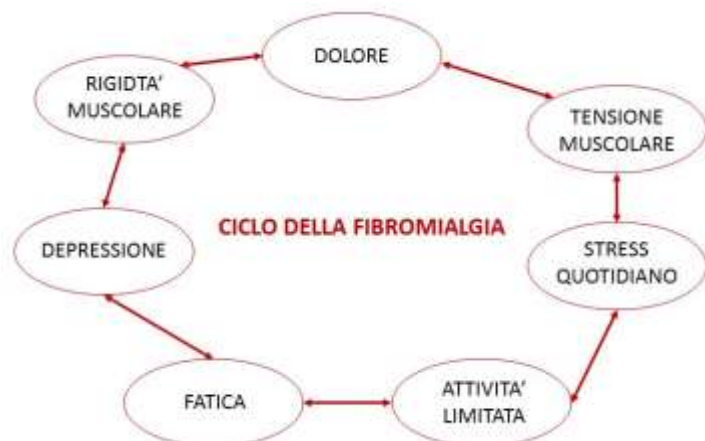 DOLORE
RIGIDTA’
MUSCOLARE
TENSIONE
MUSCOLARE
CICLO DELLA FIBROMIALGIA
DEPRESSIONE
STRESS
QUOTIDIANO
FATICA
ATTIVITA’
LIMITATA